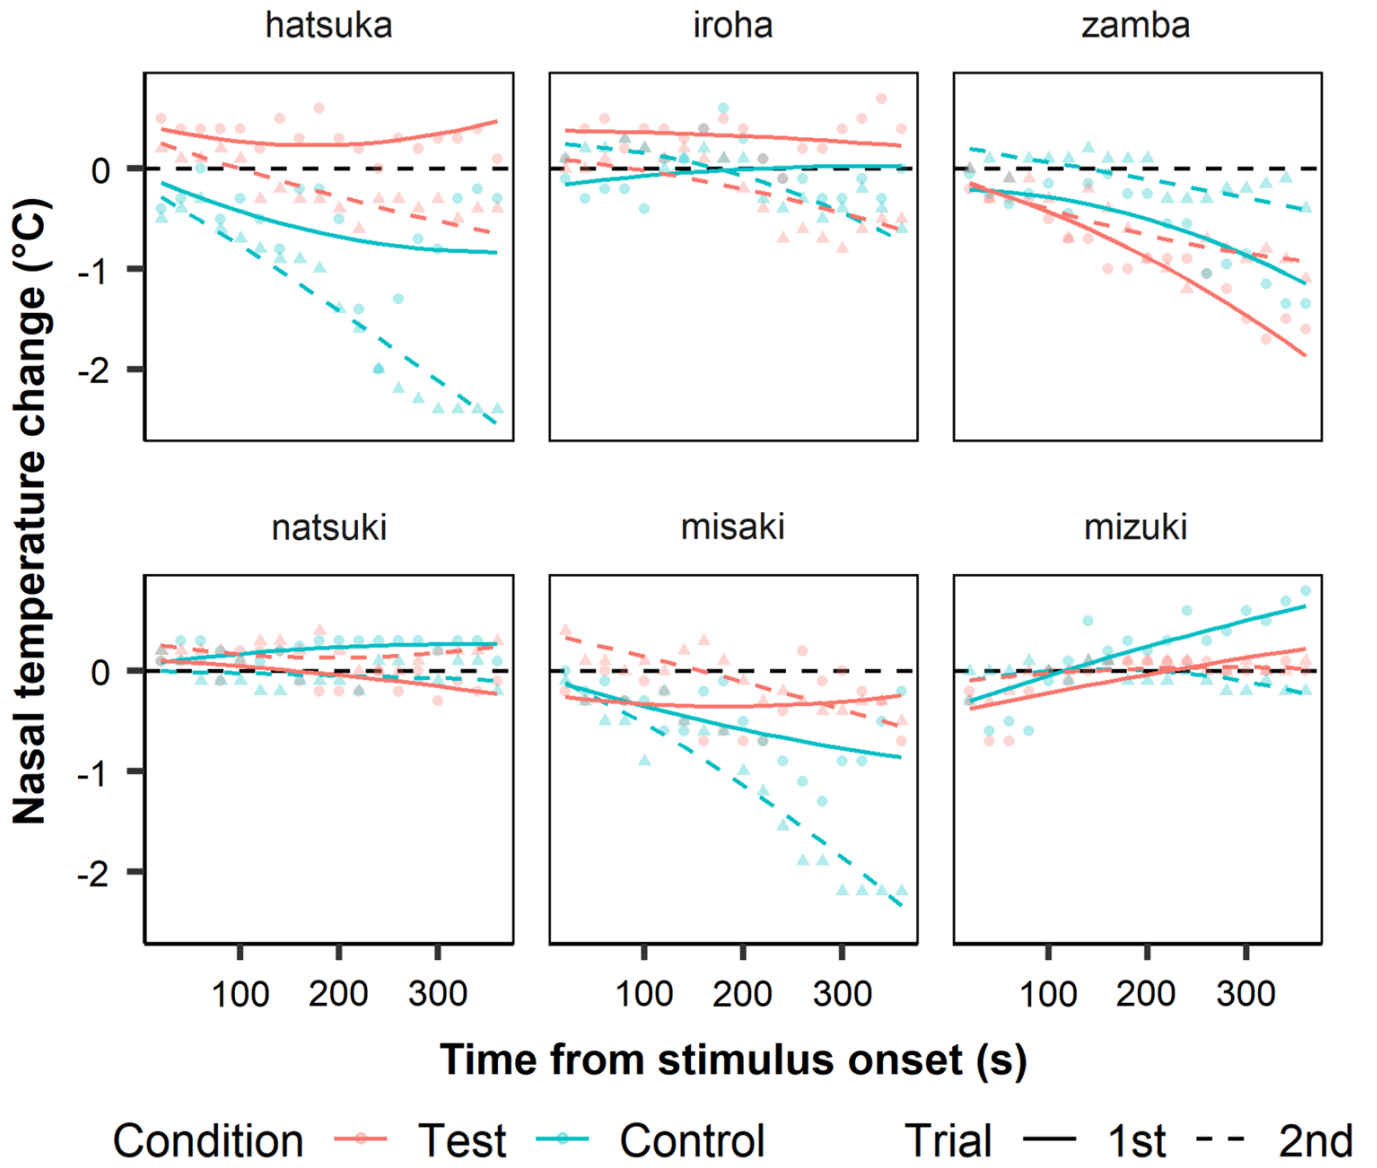 hatsuka iroha zamba
0
-1
-2
Nasal temperature change (°C)
natsuki misaki mizuki
0
-1
-2
100 200 300 100 200 300 100 200 300
Time from stimulus onset (s)
Condition Test Control Trial 1st 2nd